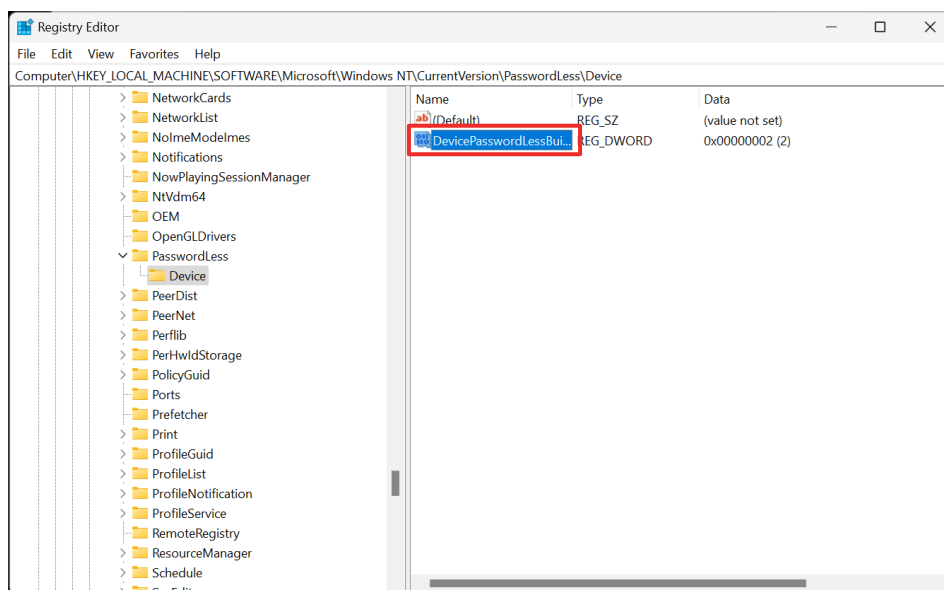 Registry Editor
File Edit View Favorites Help
Computer\HKEY_LOCAL_MACHINE\SOFTWARE\Microsoft\Windows NT\CurrentVersion\PasswordLess\Device
NetworkCards
NetworkList
NoImeModeImes
Notifications
NowPlayingSessionManager
NtVdm64
OEM
OpenGLDrivers
PasswordLess
Device
PeerDist
PeerNet
Perflib
PerHwIdStorage
PolicyGuid
Ports
Prefetcher
Print
ProfileGuid
ProfileList
ProfileNotification
ProfileService
RemoteRegistry
ResourceManager
Schedule
Name Type Data
ab (Default) REG_SZ (value not set)
DevicePasswordLessBui... REG_DWORD 0x00000002 (2)